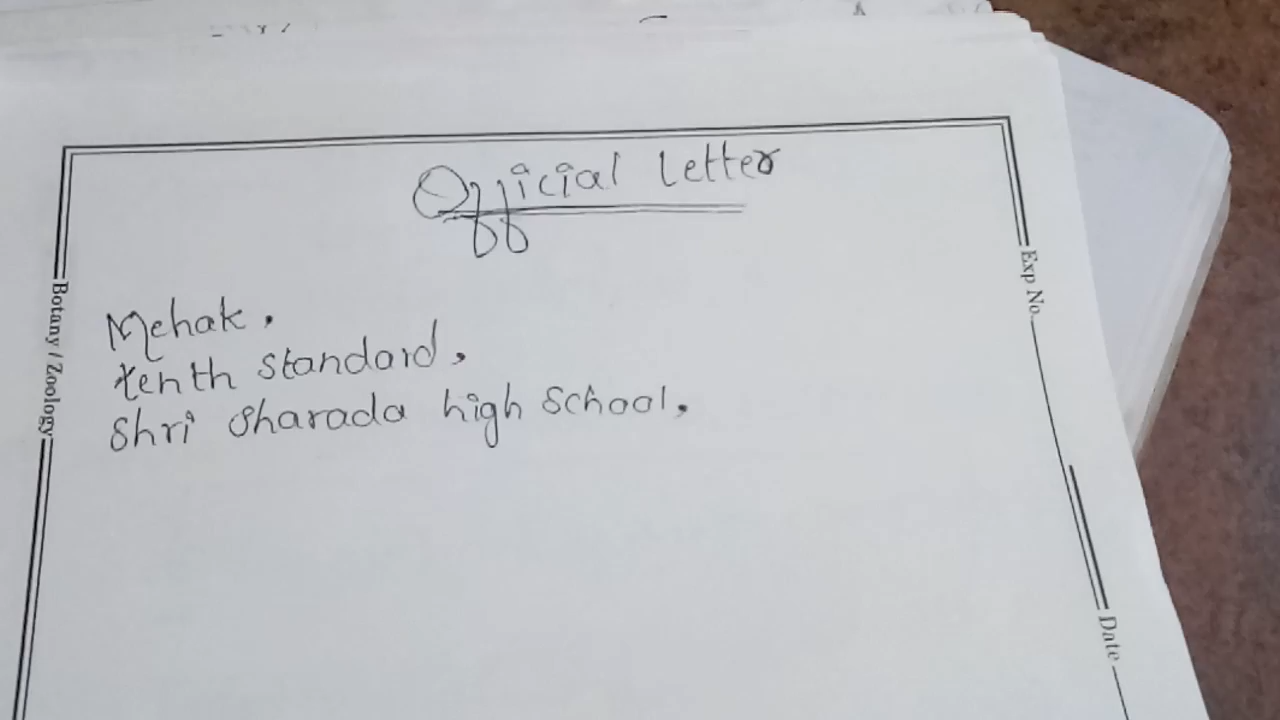 Official letter
Mehak,
tenth standard,
Shri Sharada high School,
Botany / Zoology
Exp No.
Date